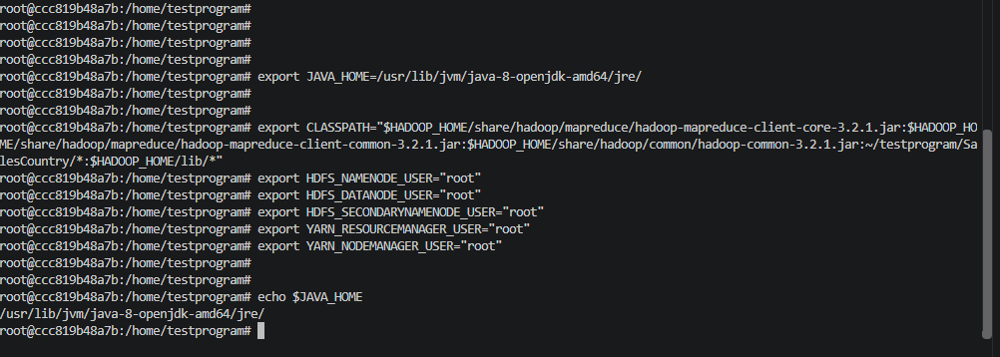 root@ccc819b48a7b:/home/testprogram#
root@ccc819b48a7b:/home/testprogram#
root@ccc819b48a7b:/home/testprogram#
root@ccc819b48a7b:/home/testprogram#
root@ccc819b48a7b:/home/testprogram# export JAVA_HOME=/usr/lib/jvm/java-8-openjdk-amd64/jre/
root@ccc819b48a7b:/home/testprogram#
root@ccc819b48a7b:/home/testprogram#
root@ccc819b48a7b:/home/testprogram# export CLASSPATH="$HADOOP_HOME/share/hadoop/mapreduce/hadoop-mapreduce-client-core-3.2.1.jar:$HADOOP_HO
ME/share/hadoop/mapreduce/hadoop-mapreduce-client-common-3.2.1.jar:$HADOOP_HOME/share/hadoop/common/hadoop-common-3.2.1.jar:~/testprogram/Sa
lesCountry/*:$HADOOP_HOME/lib/*"
root@ccc819b48a7b:/home/testprogram# export HDFS_NAMENODE_USER="root"
root@ccc819b48a7b:/home/testprogram# export HDFS_DATANODE_USER="root"
root@ccc819b48a7b:/home/testprogram# export HDFS_SECONDARYNAMENODE_USER="root"
root@ccc819b48a7b:/home/testprogram# export YARN_RESOURCEMANAGER_USER="root"
root@ccc819b48a7b:/home/testprogram# export YARN_NODEMANAGER_USER="root"
root@ccc819b48a7b:/home/testprogram#
root@ccc819b48a7b:/home/testprogram#
root@ccc819b48a7b:/home/testprogram# echo $JAVA_HOME
/usr/lib/jvm/java-8-openjdk-amd64/jre/
root@ccc819b48a7b:/home/testprogram#